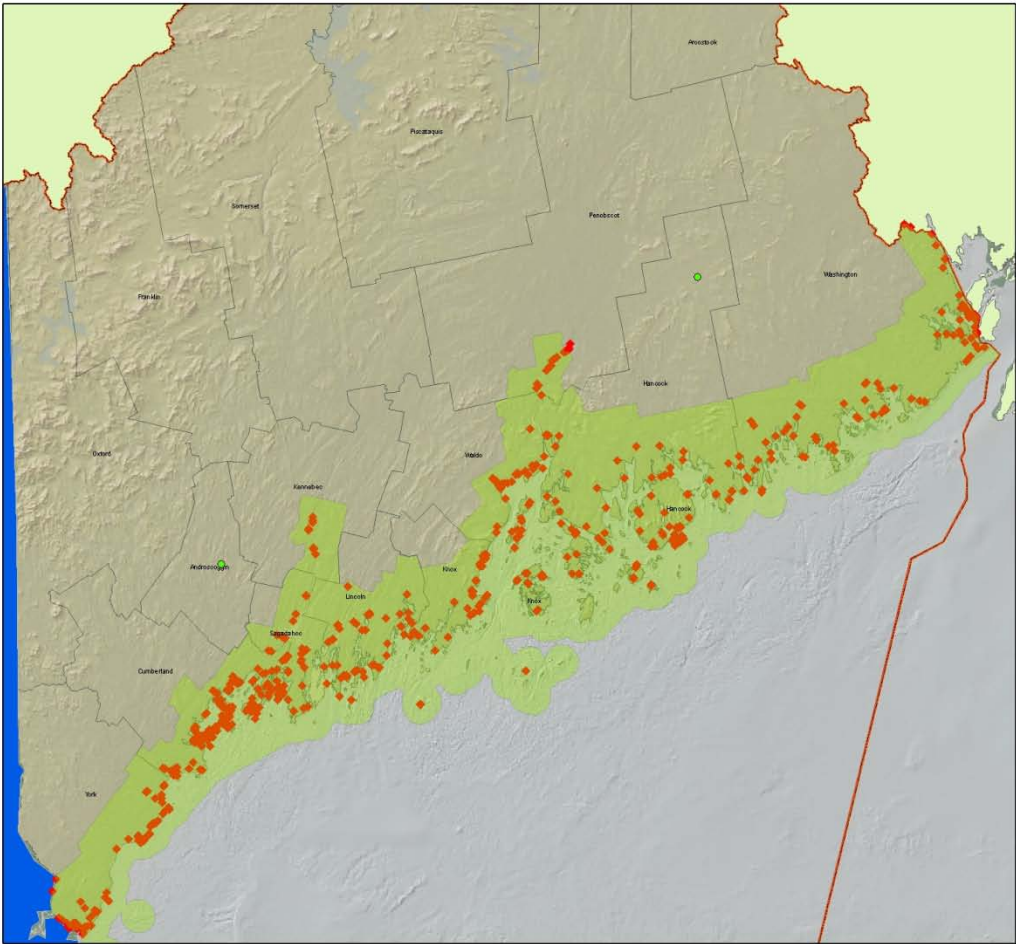 Aroostook
Piscataquis
Somerset
Penobscot
Washington
Franklin
Hancock
Oxford
Waldo
Kennebec
Hancock
Androscoggin
Knox
Lincoln
Knox
Sagadahoc
Cumberland
York